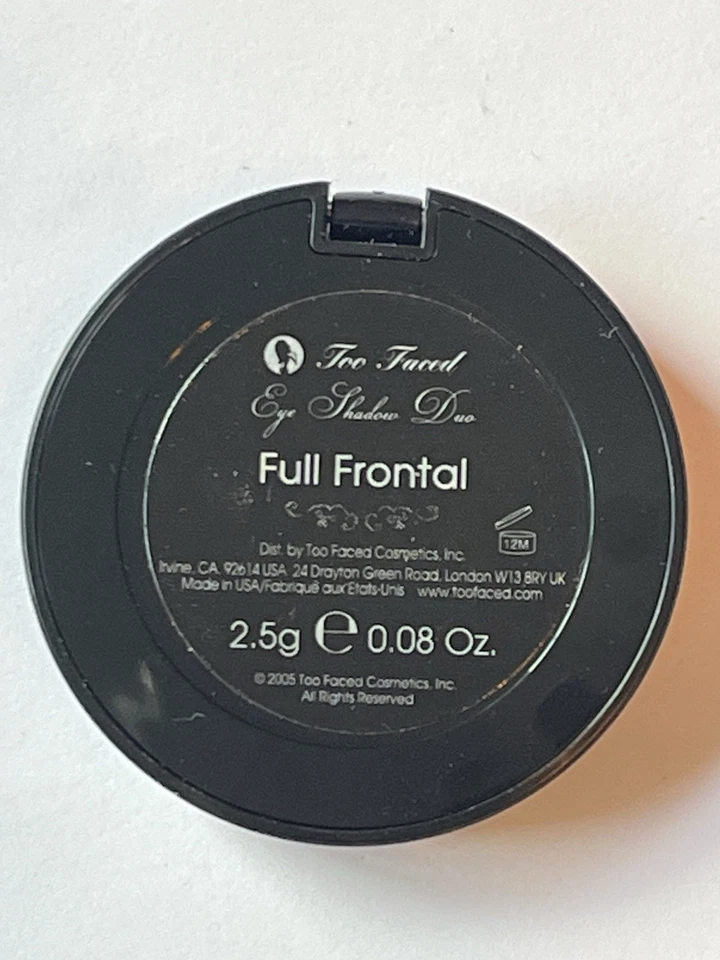 Too Faced
Eye Shadow Duo
Full Frontal
12M
Dist. by Too Faced Cosmetics, Inc.
Irvine, CA. 92614 USA 24 Drayton Green Road, London W13 8RY UK
Made in USA/Fabriqué aux Etats-Unis www.toofaced.com
2.5g ℮ 0.08 Oz.
© 2005 Too Faced Cosmetics, Inc.
All Rights Reserved